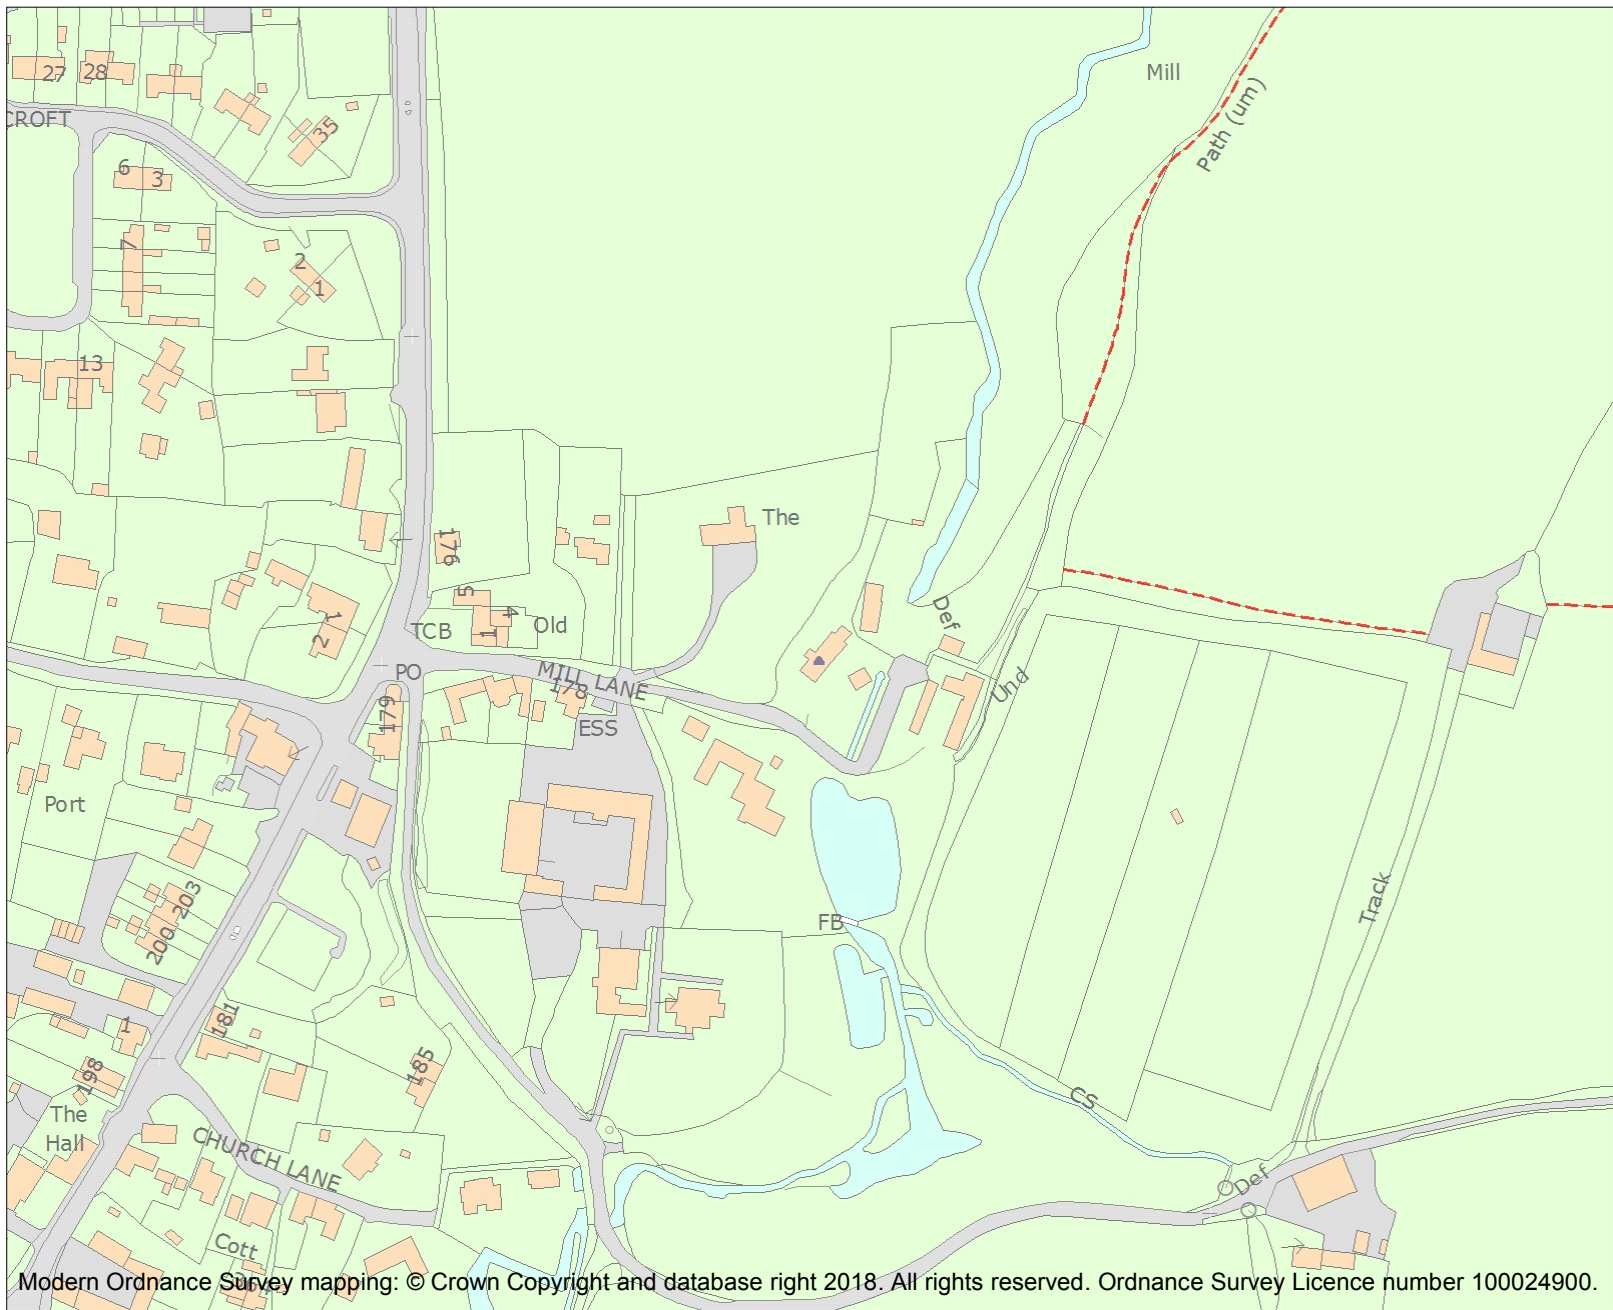 27
28
Mill
CROFT
35
Path (um)
6
3
7
2
1
13
The
176
5
4
1
Old
TCB
Def
1
2
PO
MILL LANE
178
179
ESS
Und
Port
203
200
FB
Track
181
1
198
185
CS
The
Hall
CHURCH LANE
Def
Cott
Modern Ordnance Survey mapping: © Crown Copyright and database right 2018. All rights reserved. Ordnance Survey Licence number 100024900.